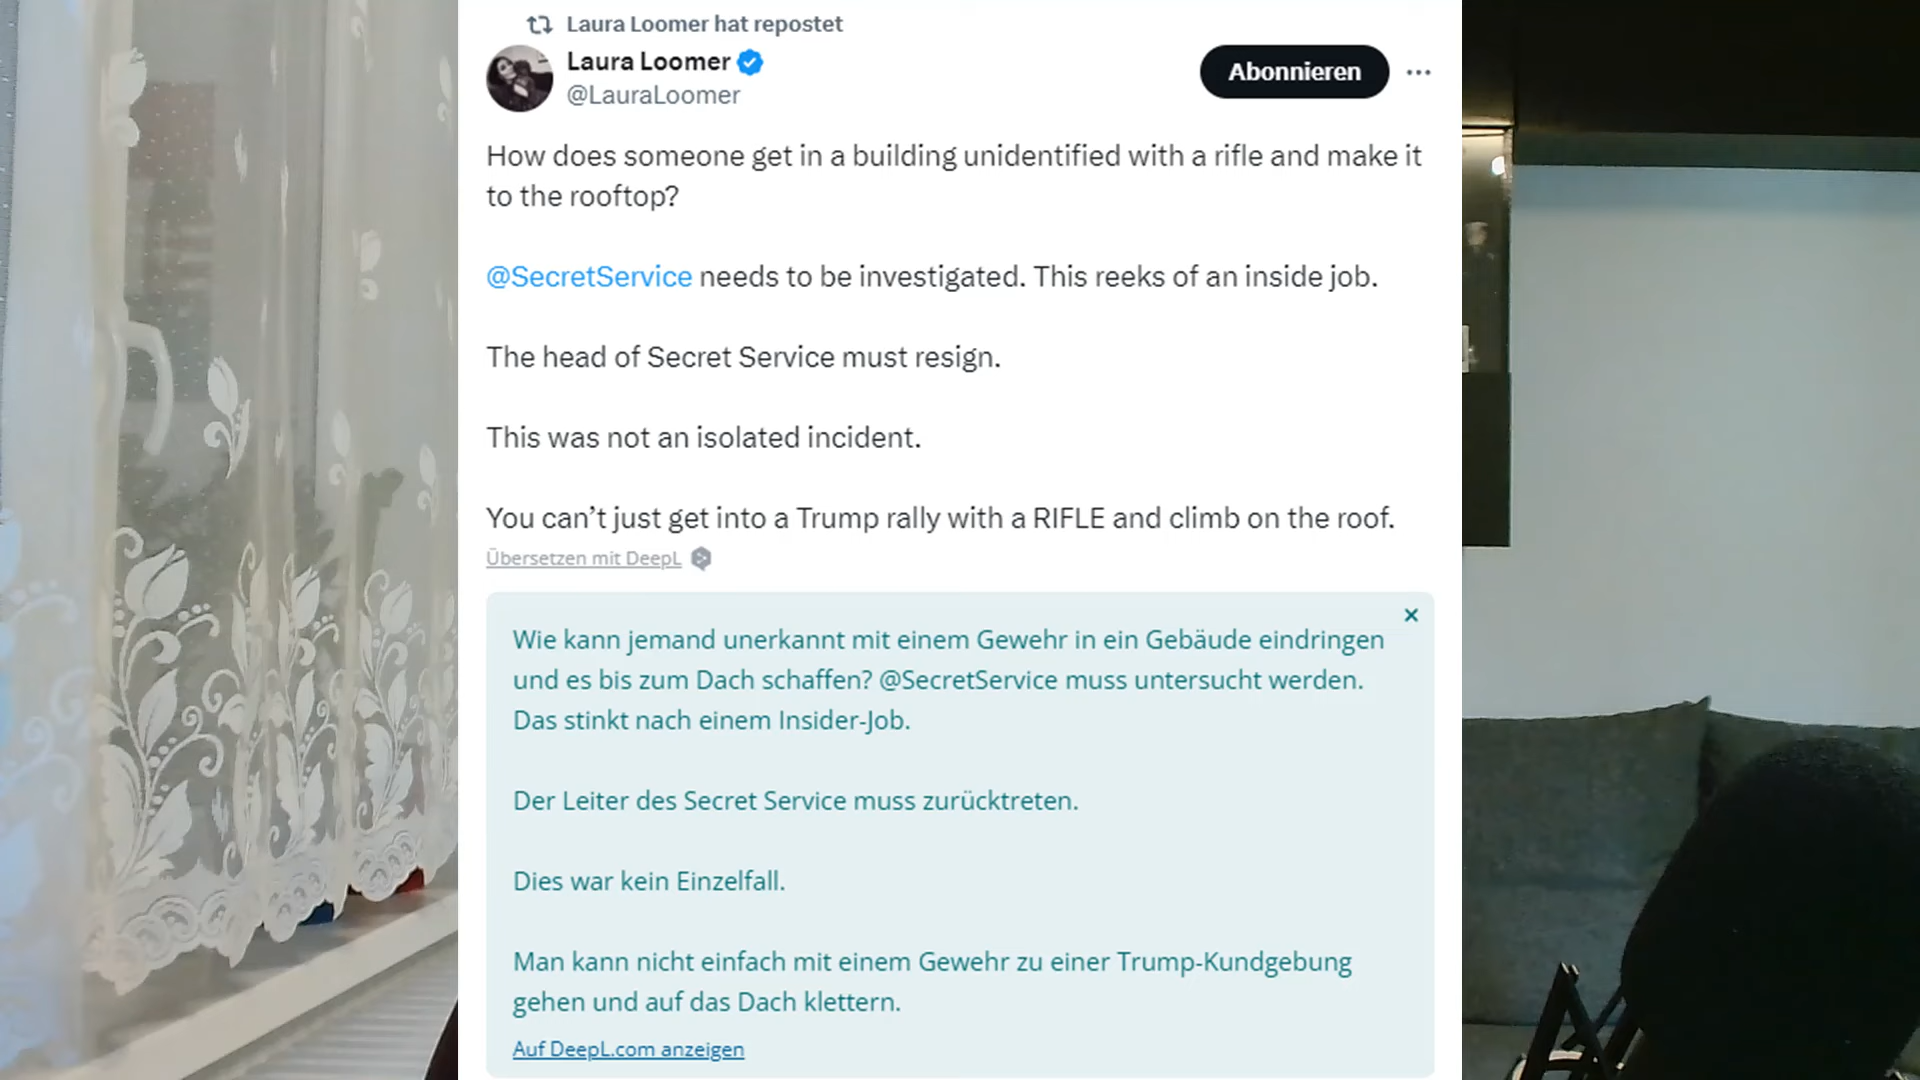 Laura Loomer hat repostet
Laura Loomer
@LauraLoomer
Abonnieren
How does someone get in a building unidentified with a rifle and make it
to the rooftop?
@SecretService needs to be investigated. This reeks of an inside job.
The head of Secret Service must resign.
This was not an isolated incident.
You can’t just get into a Trump rally with a RIFLE and climb on the roof.
Übersetzen mit DeepL
Wie kann jemand unerkannt mit einem Gewehr in ein Gebäude eindringen
und es bis zum Dach schaffen? @SecretService muss untersucht werden.
Das stinkt nach einem Insider-Job.
Der Leiter des Secret Service muss zurücktreten.
Dies war kein Einzelfall.
Man kann nicht einfach mit einem Gewehr zu einer Trump-Kundgebung
gehen und auf das Dach klettern.
Auf DeepL.com anzeigen